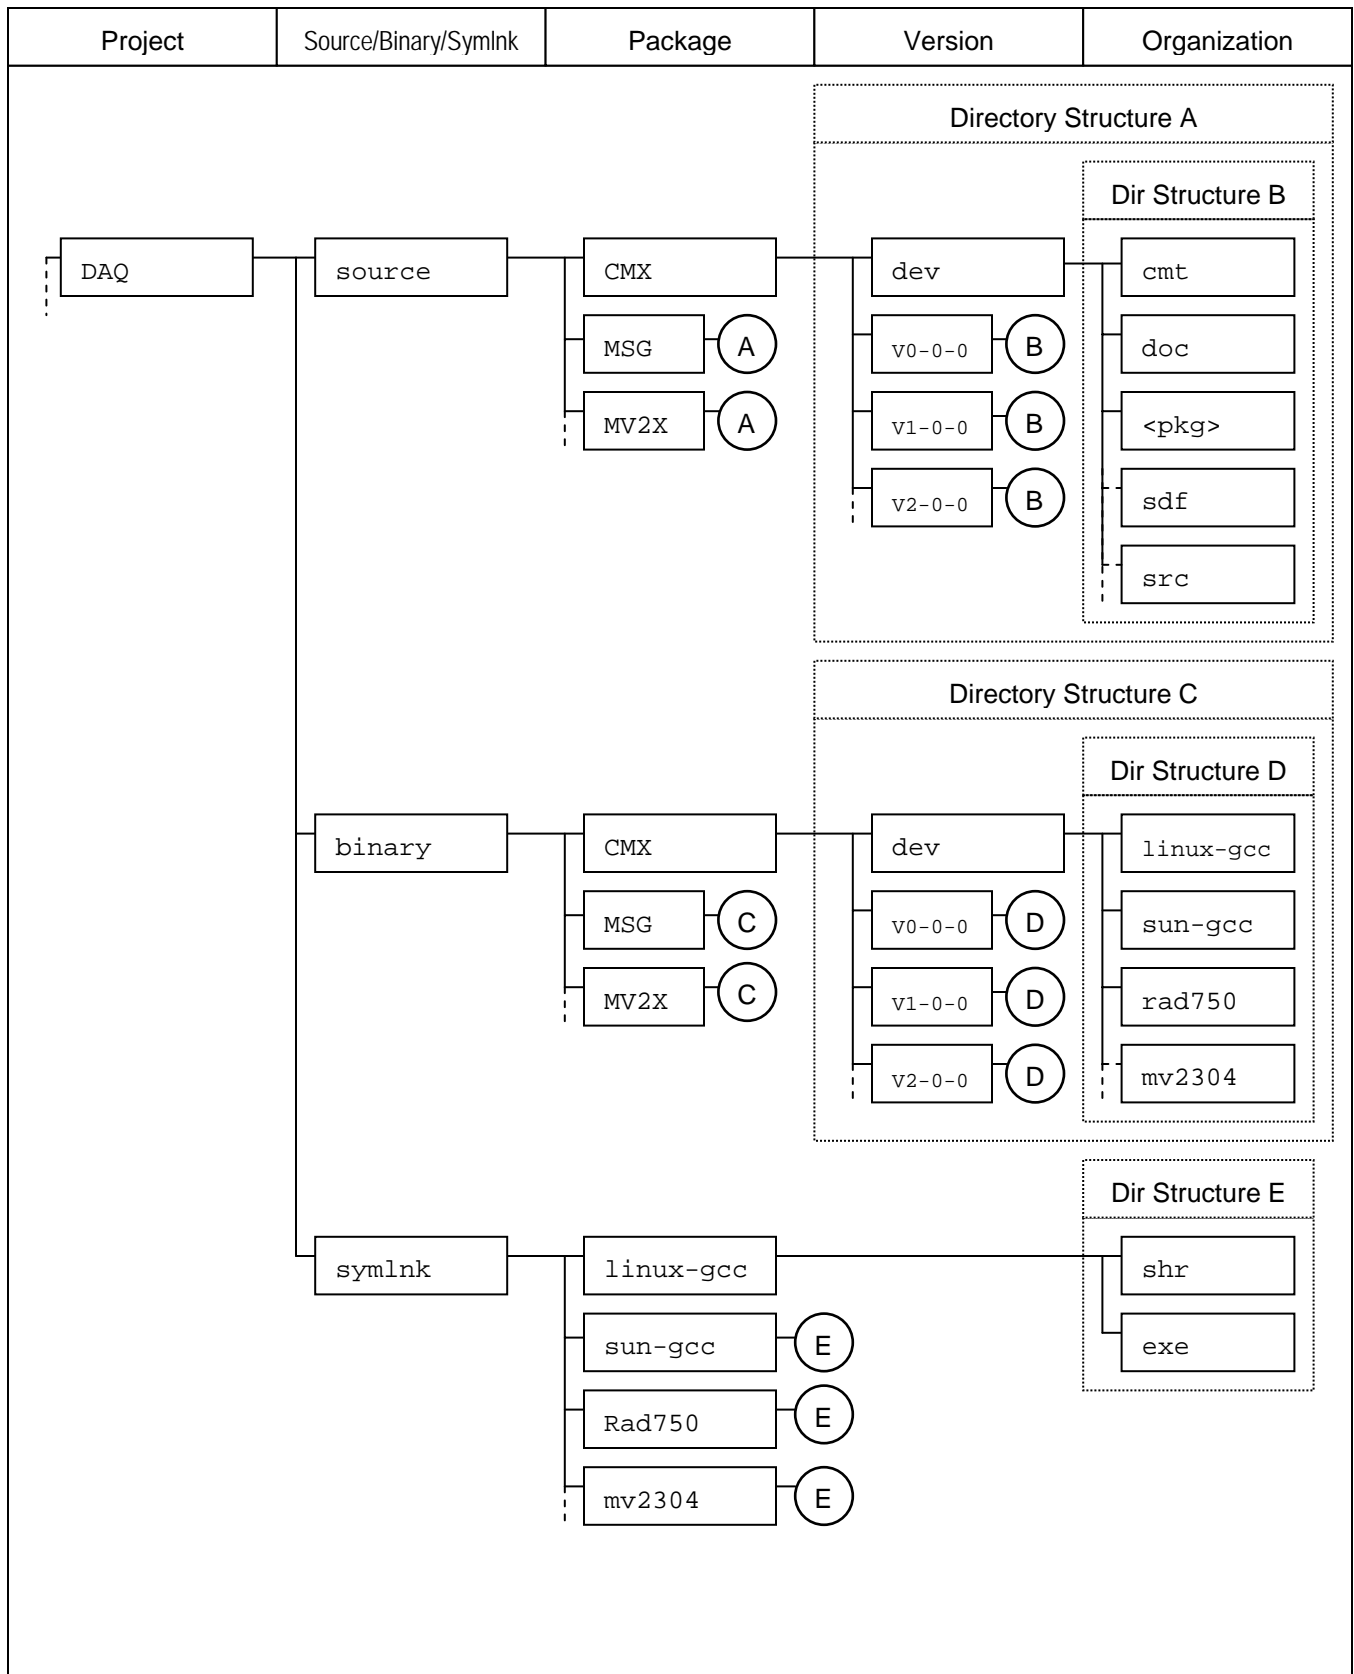 Project Source/Binary/Symlnk Package Version Organization
Directory Structure A
Dir Structure B
DAQ source CMX dev cmt
MSG A V0-0-0 B doc
MV2X A V1-0-0 B <pkg>
V2-0-0 B sdf
src
Directory Structure C
Dir Structure D
binary CMX dev linux-gcc
MSG C V0-0-0 D sun-gcc
MV2X C V1-0-0 D rad750
V2-0-0 D mv2304
Dir Structure E
symlnk linux-gcc shr
sun-gcc E exe
Rad750 E
mv2304 E